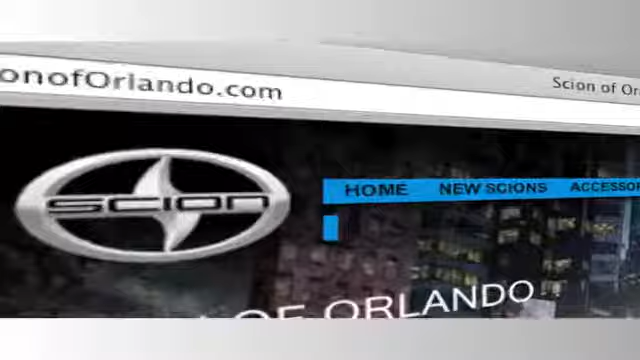 onofOrlando.com
Scion of Or
SCION
HOME NEW SCIONS ACCESSOR
OF ORLANDO